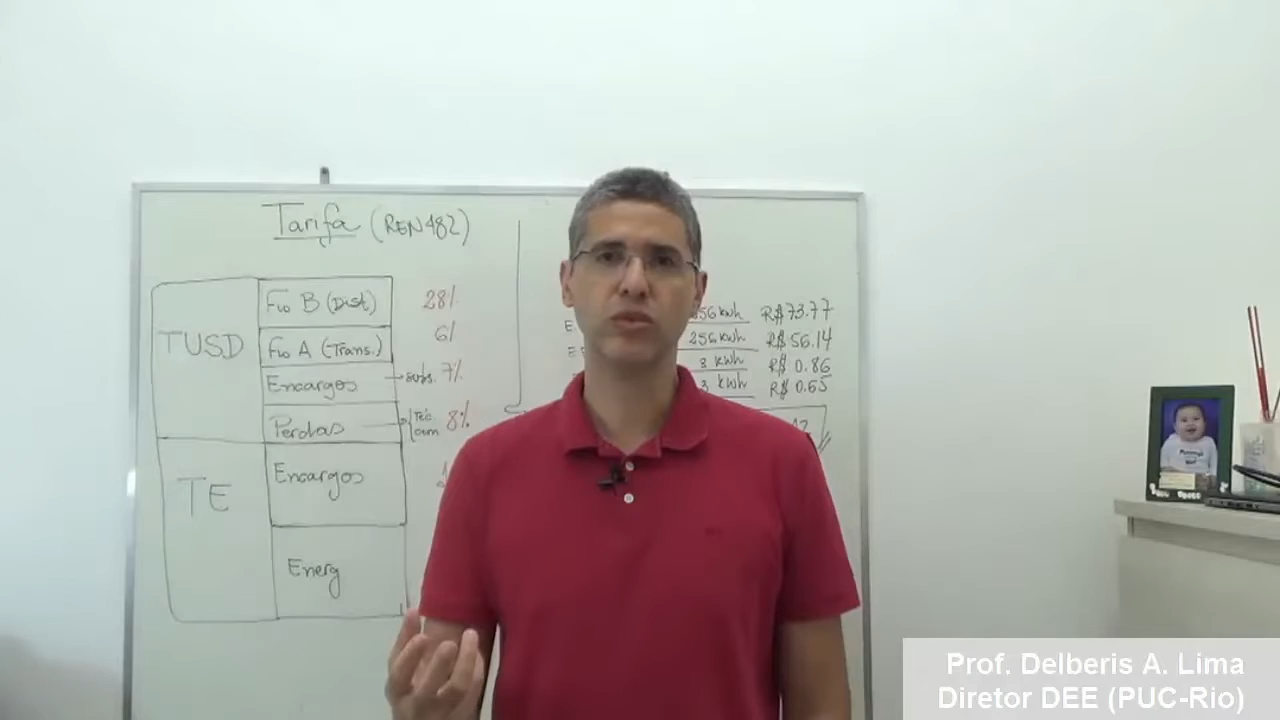 Tarifa (REN482)
TUSD
Fio B (Dist) 28%
Fio A (Trans.) 6%
Encargos subs. 7%
Perdas Téc 8%
TE
Encargos
Energ
256 kWh R$ 56.14
3 kWh R$ 0.86
3 kWh R$ 0.65
R$ 73.77
Prof. Delberis A. Lima
Diretor DEE (PUC-Rio)